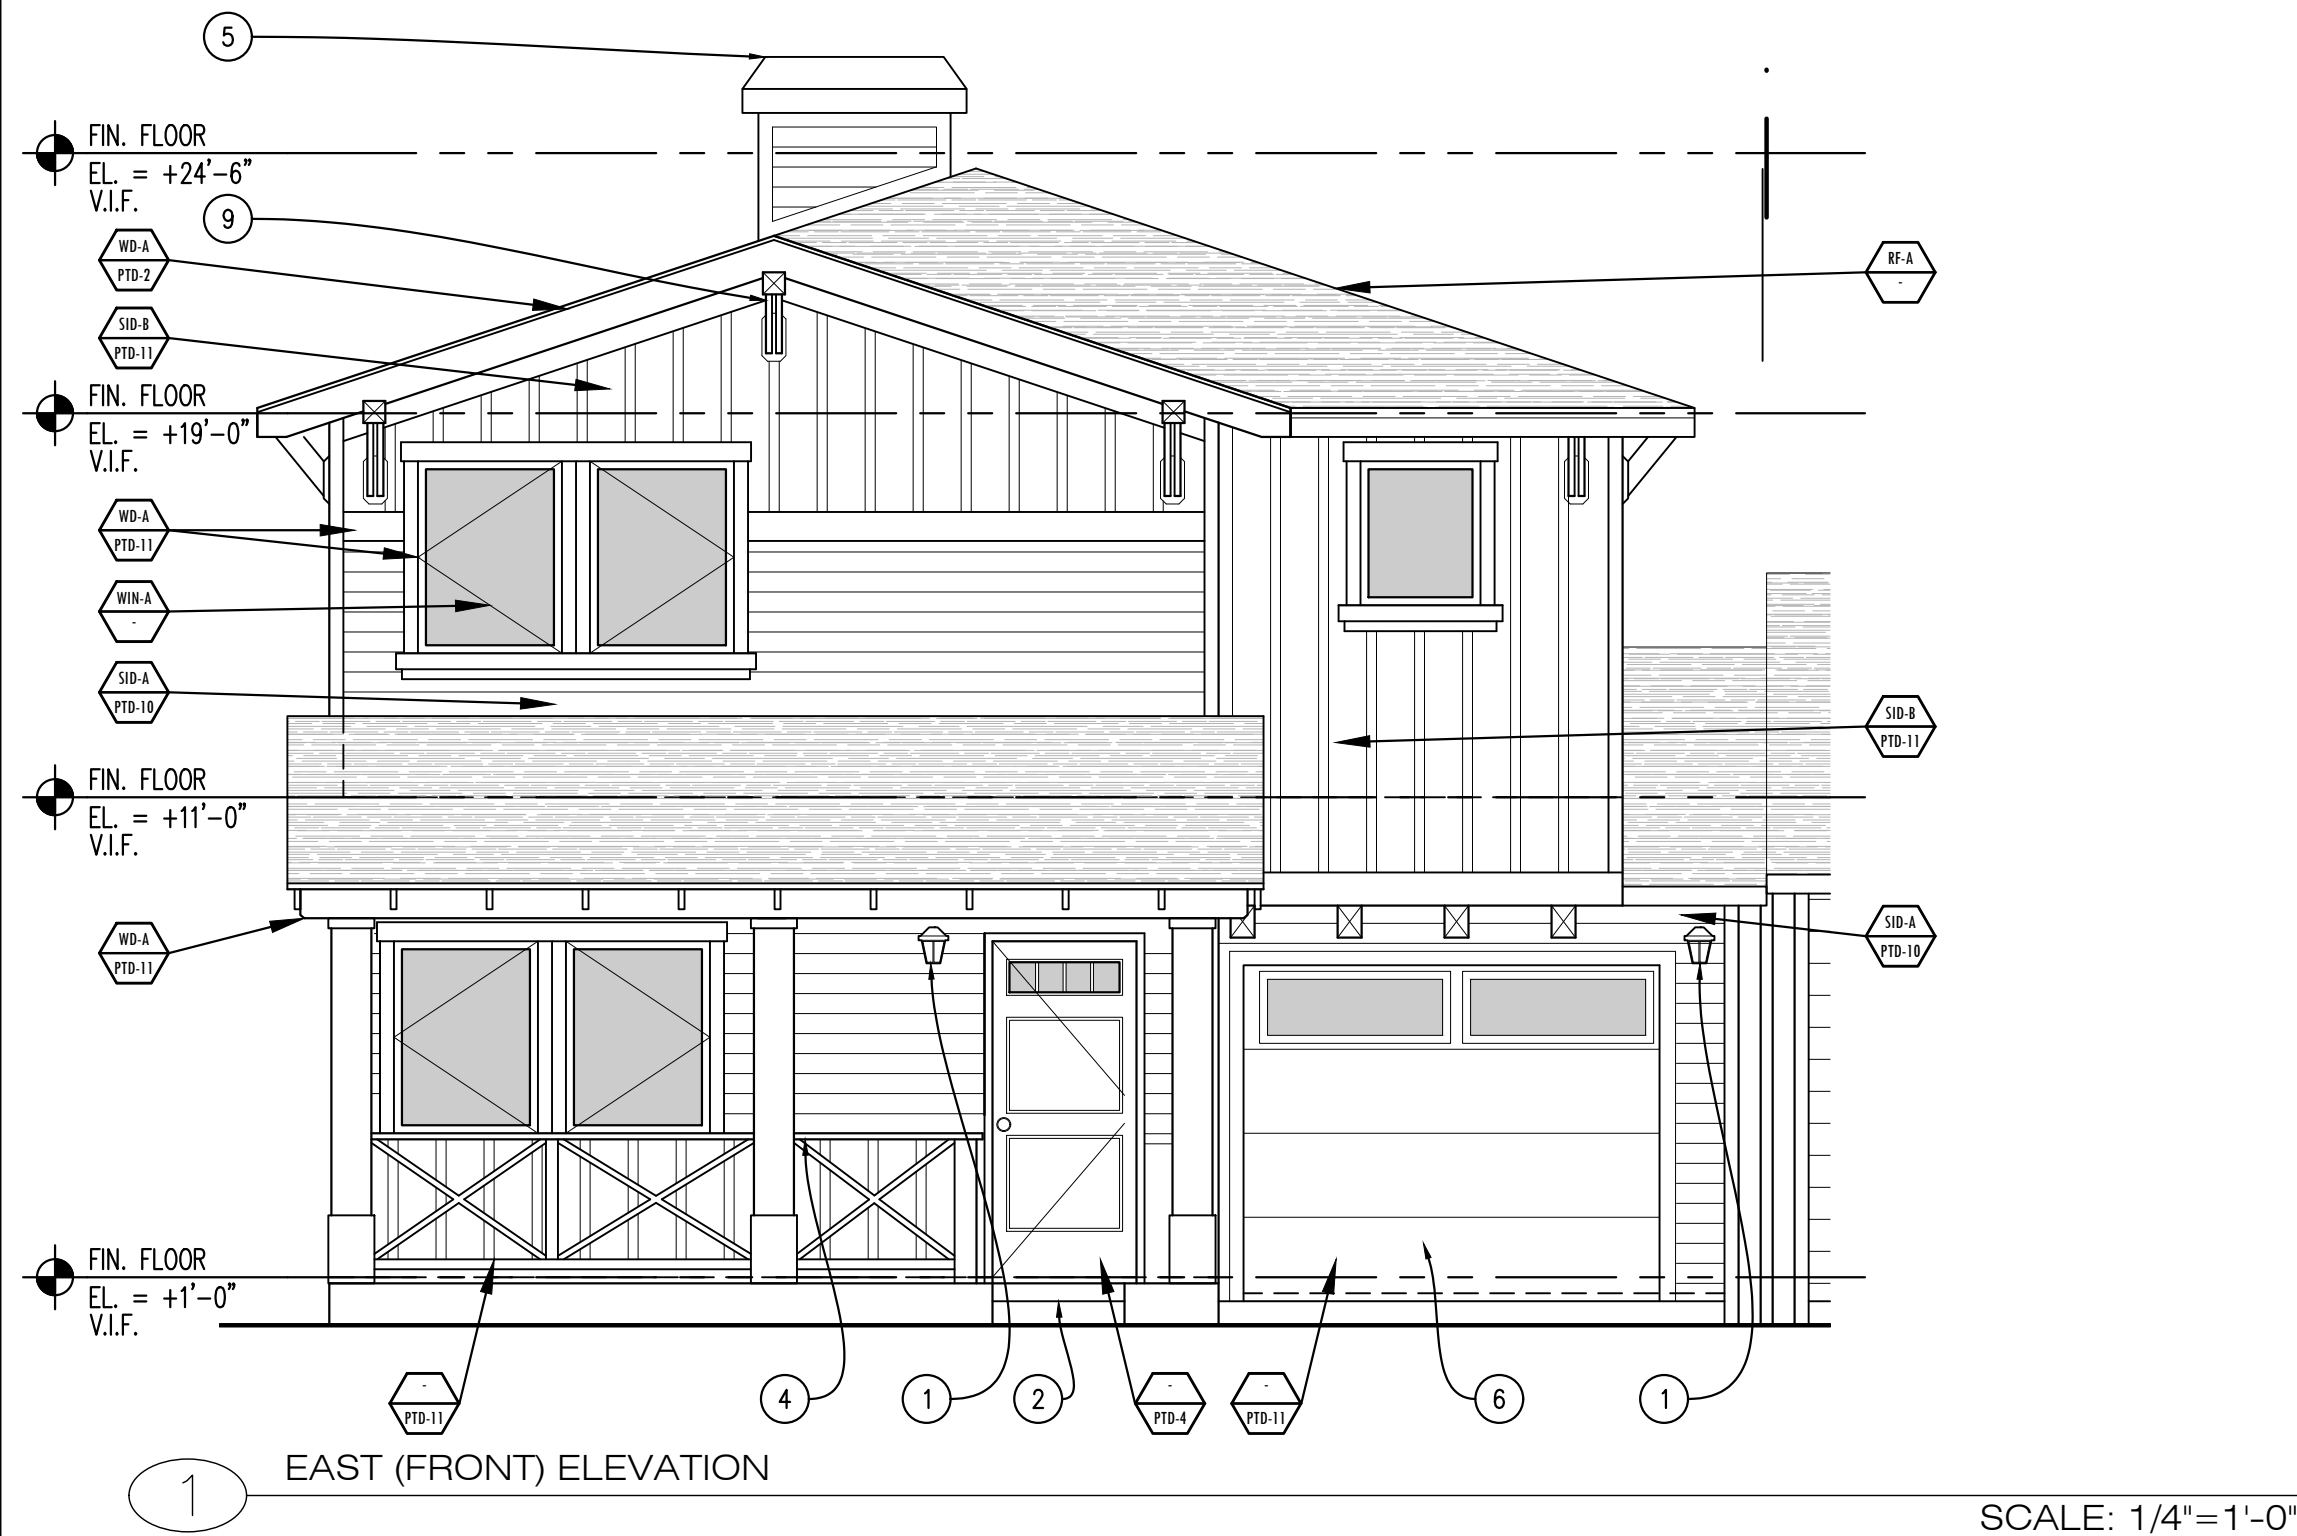 5
FIN. FLOOR
EL. = +24'-6"
V.I.F.
9
WD-A
PTD-2
RF-A
-
SID-B
PTD-11
FIN. FLOOR
EL. = +19'-0"
V.I.F.
WD-A
PTD-11
WIN-A
-
SID-A
PTD-10
SID-B
PTD-11
FIN. FLOOR
EL. = +11'-0"
V.I.F.
WD-A
PTD-11
SID-A
PTD-10
FIN. FLOOR
EL. = +1'-0"
V.I.F.
-
PTD-11
4
1
2
-
PTD-4
-
PTD-11
6
1
1
EAST (FRONT) ELEVATION
SCALE: 1/4"=1'-0"